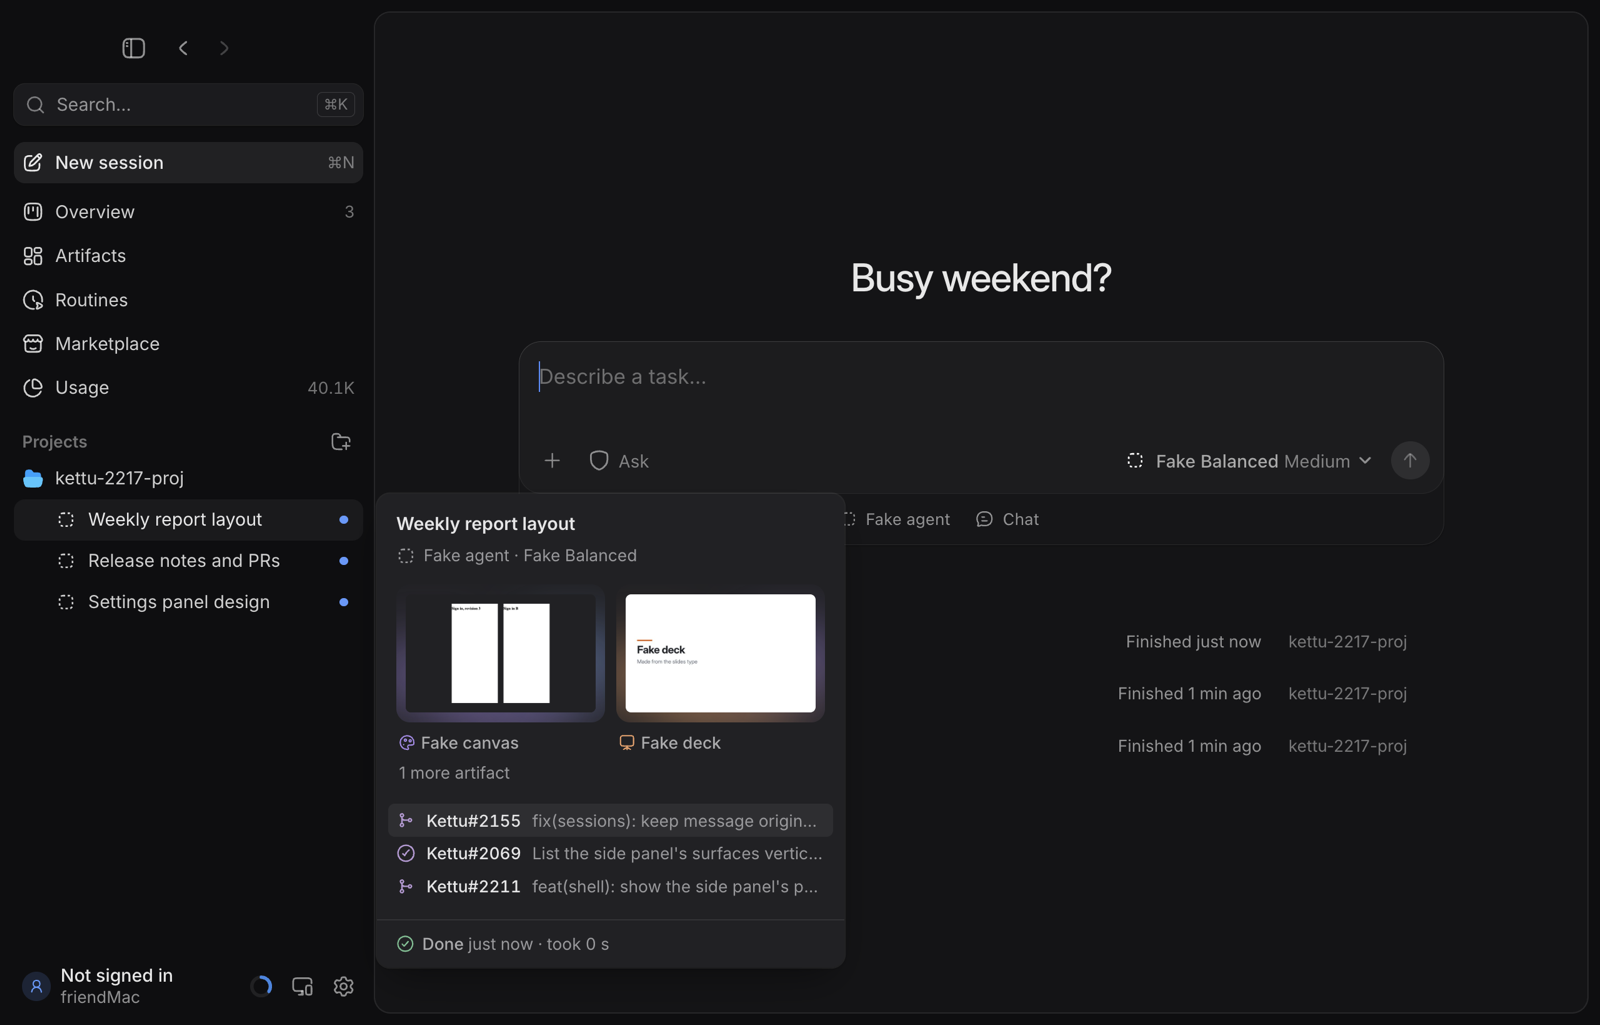 Search... ⌘K
New session ⌘N
Overview 3
Artifacts
Routines
Marketplace
Usage 40.1K
Projects
kettu-2217-proj
Weekly report layout
Release notes and PRs
Settings panel design
Not signed in
friendMac
Busy weekend?
Describe a task...
Ask
Fake Balanced Medium
Fake agent Chat
Finished just now kettu-2217-proj
Finished 1 min ago kettu-2217-proj
Finished 1 min ago kettu-2217-proj
Weekly report layout
Fake agent · Fake Balanced
Fake deck
Made from the slides type
Fake canvas
Fake deck
1 more artifact
Kettu#2155 fix(sessions): keep message origin...
Kettu#2069 List the side panel's surfaces vertic...
Kettu#2211 feat(shell): show the side panel's p...
Done just now · took 0 s